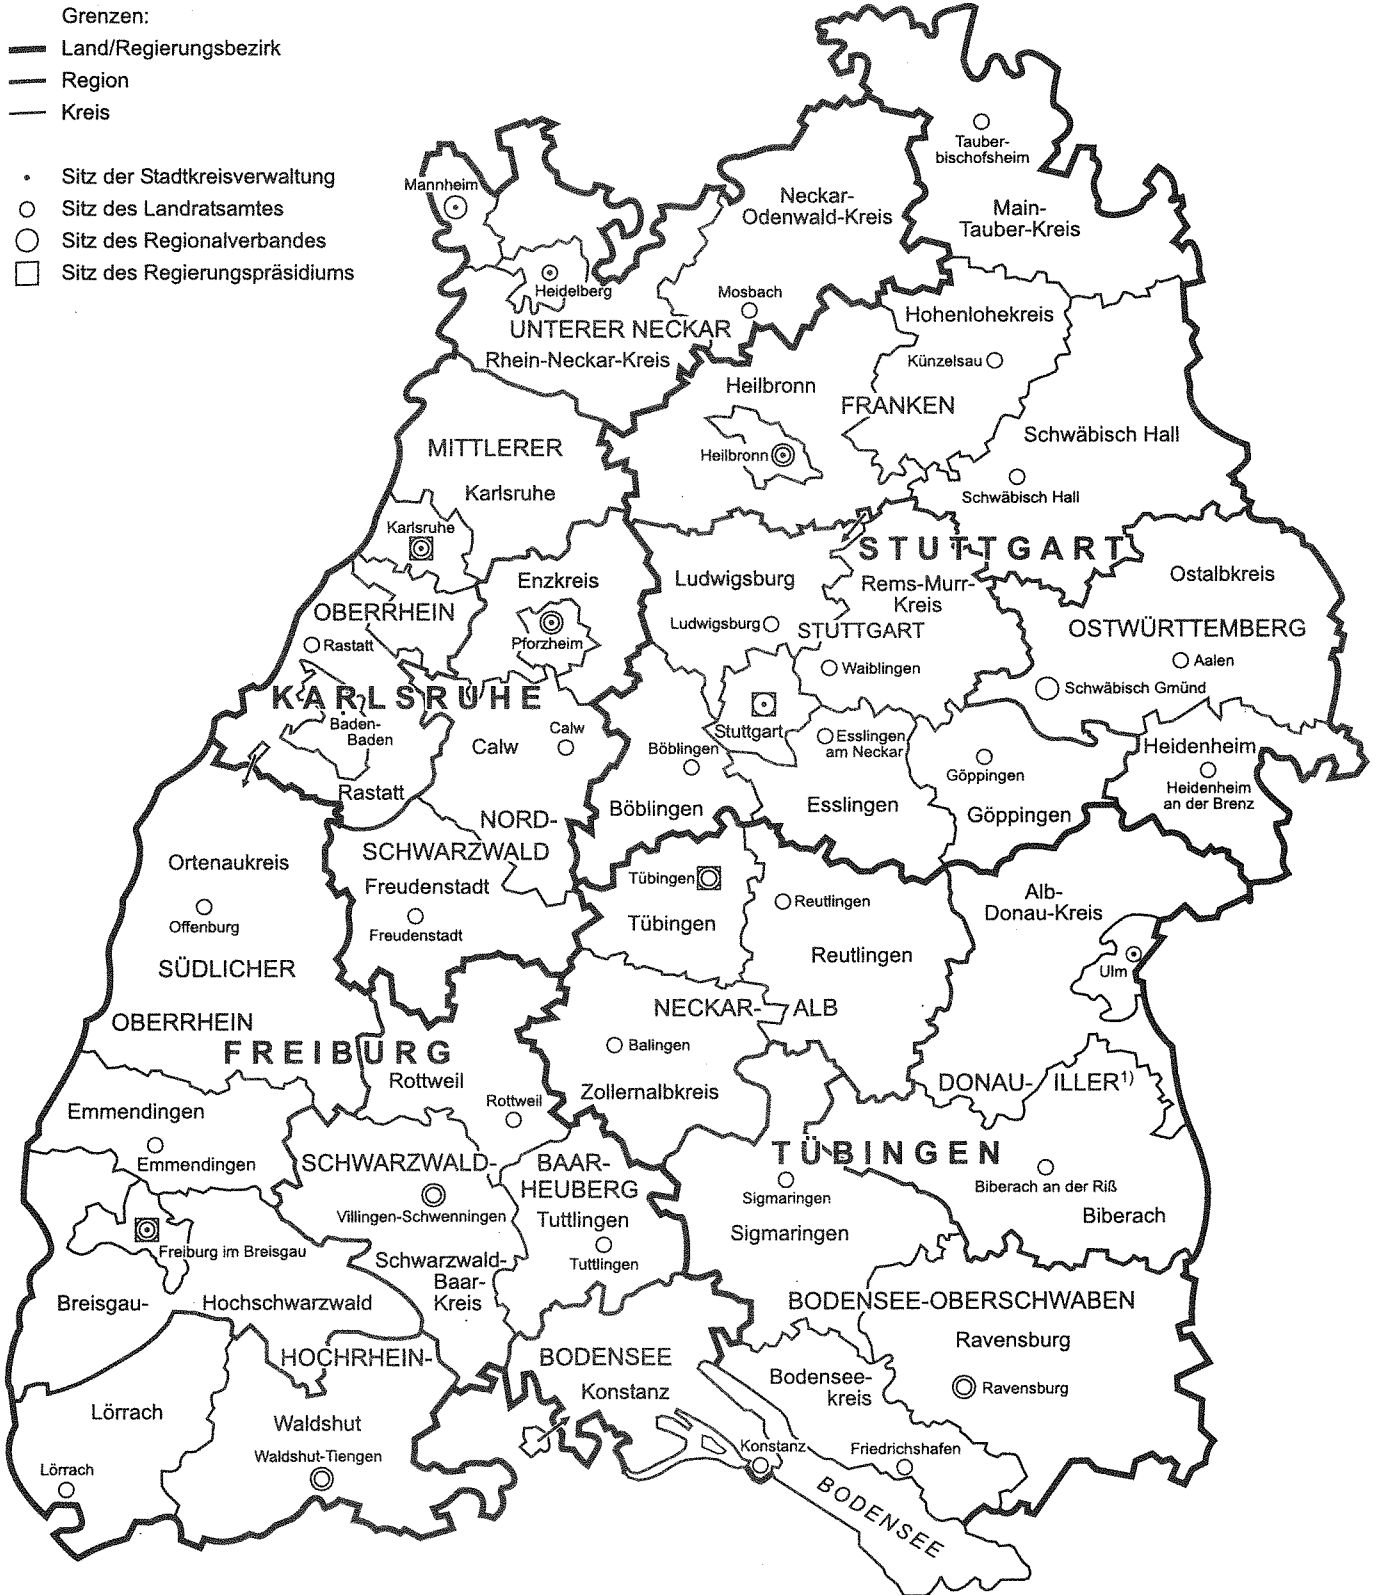 Grenzen:
Land/Regierungsbezirk
Region
Kreis
Sitz der Stadtkreisverwaltung
Sitz des Landratsamtes
Sitz des Regionalverbandes
Sitz des Regierungspräsidiums
Tauber-
bischofsheim
Main-
Tauber-Kreis
Neckar-
Odenwald-Kreis
Mannheim
Heidelberg
Mosbach
UNTERER NECKAR
Rhein-Neckar-Kreis
Hohenlohekreis
Künzelsau
Heilbronn
FRANKEN
Heilbronn
Schwäbisch Hall
Schwäbisch Hall
MITTLERER
Karlsruhe
Karlsruhe
STUTTGART
Enzkreis
Ludwigsburg
Rems-Murr-
Kreis
Ostalbkreis
OBERRHEIN
Pforzheim
Ludwigsburg
STUTTGART
OSTWÜRTTEMBERG
Rastatt
Waiblingen
Aalen
Schwäbisch Gmünd
KARLSRUHE
Baden-
Baden
Calw
Calw
Stuttgart
Böblingen
Esslingen
am Neckar
Göppingen
Heidenheim
Heidenheim
an der Brenz
Rastatt
Böblingen
Esslingen
Göppingen
NORD-
SCHWARZWALD
Ortenaukreis
Freudenstadt
Freudenstadt
Offenburg
Tübingen
Tübingen
Reutlingen
Reutlingen
Alb-
Donau-Kreis
Ulm
SÜDLICHER
OBERRHEIN
FREIBURG
NECKAR-
ALB
Balingen
Zollernalbkreis
Rottweil
Rottweil
DONAU-
ILLER1)
Emmendingen
Emmendingen
SCHWARZWALD-
BAAR-
HEUBERG
TÜBINGEN
Villingen-Schwenningen
Tuttlingen
Tuttlingen
Sigmaringen
Sigmaringen
Biberach an der Riß
Biberach
Freiburg im Breisgau
Schwarzwald-
Baar-
Kreis
Breisgau-
Hochschwarzwald
BODENSEE-OBERSCHWABEN
Ravensburg
Ravensburg
HOCHRHEIN-
BODENSEE
Konstanz
Bodensee-
kreis
Lörrach
Lörrach
Waldshut
Waldshut-Tiengen
Konstanz
Friedrichshafen
BODENSEE